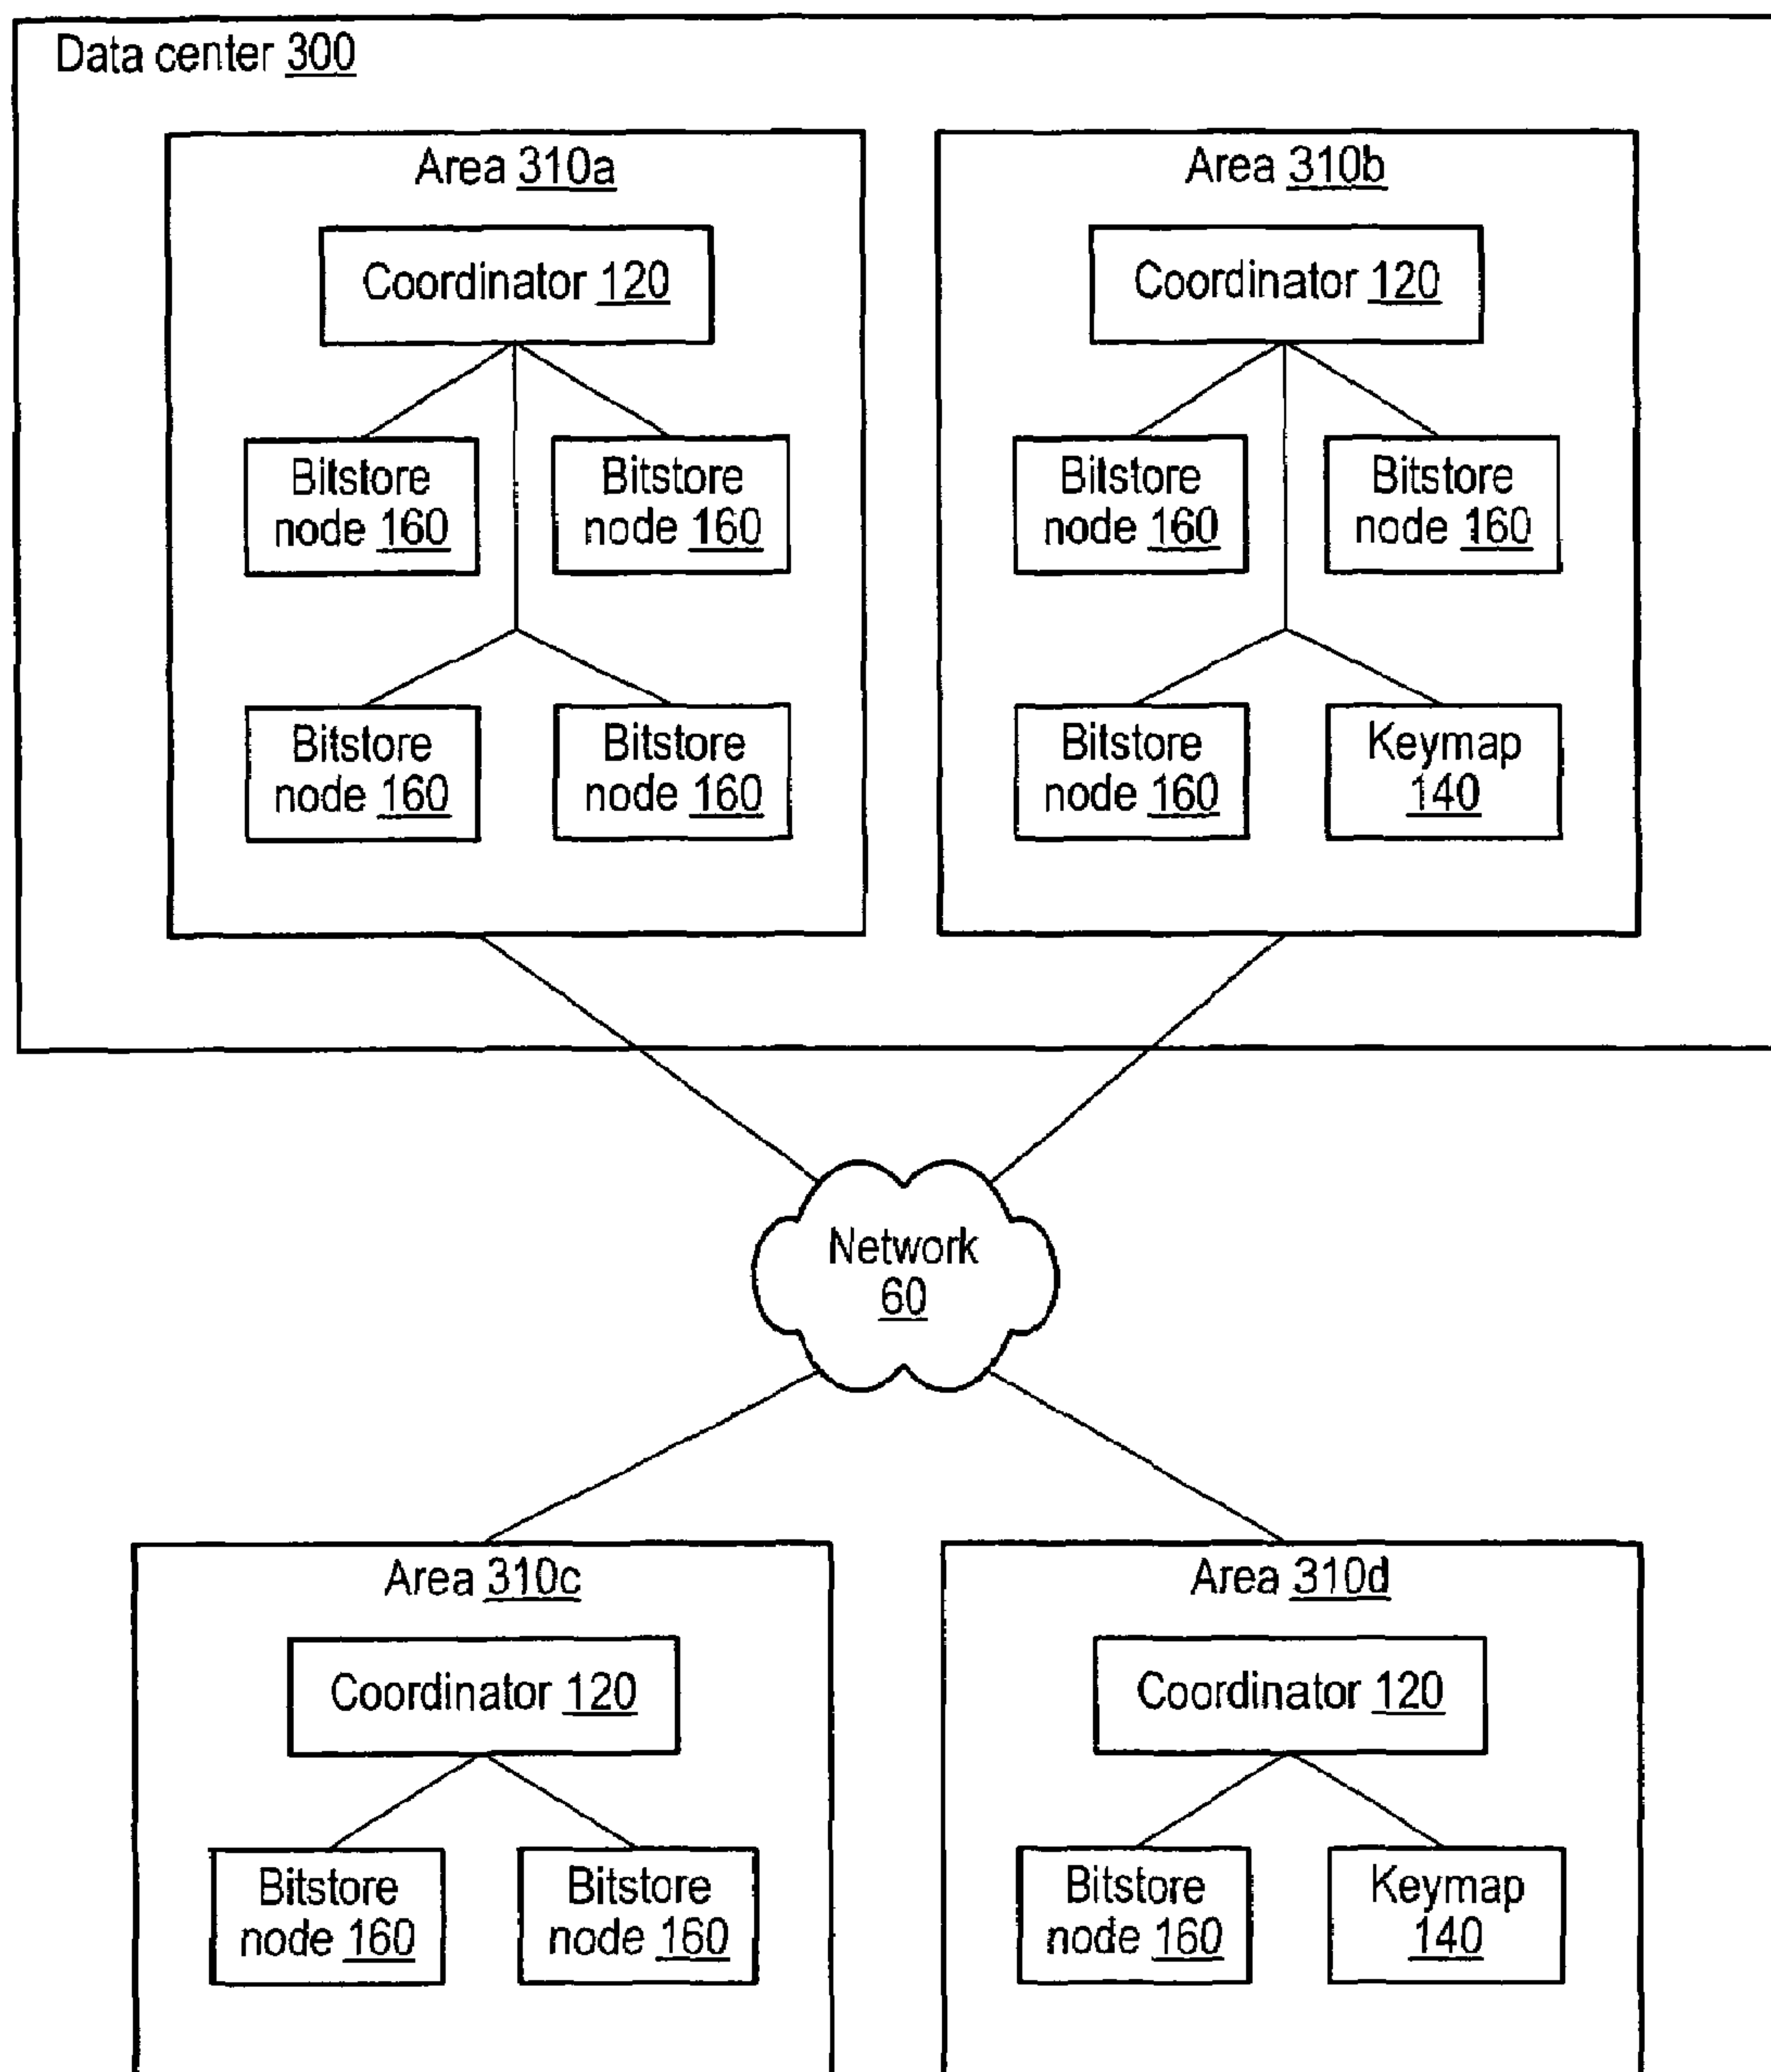 Data center 300
Area 310a
Coordinator 120
Bitstore
node 160
Bitstore
node 160
Bitstore
node 160
Bitstore
node 160
Area 310b
Coordinator 120
Bitstore
node 160
Bitstore
node 160
Bitstore
node 160
Keymap
140
Network
60
Area 310c
Coordinator 120
Bitstore
node 160
Bitstore
node 160
Area 310d
Coordinator 120
Bitstore
node 160
Keymap
140